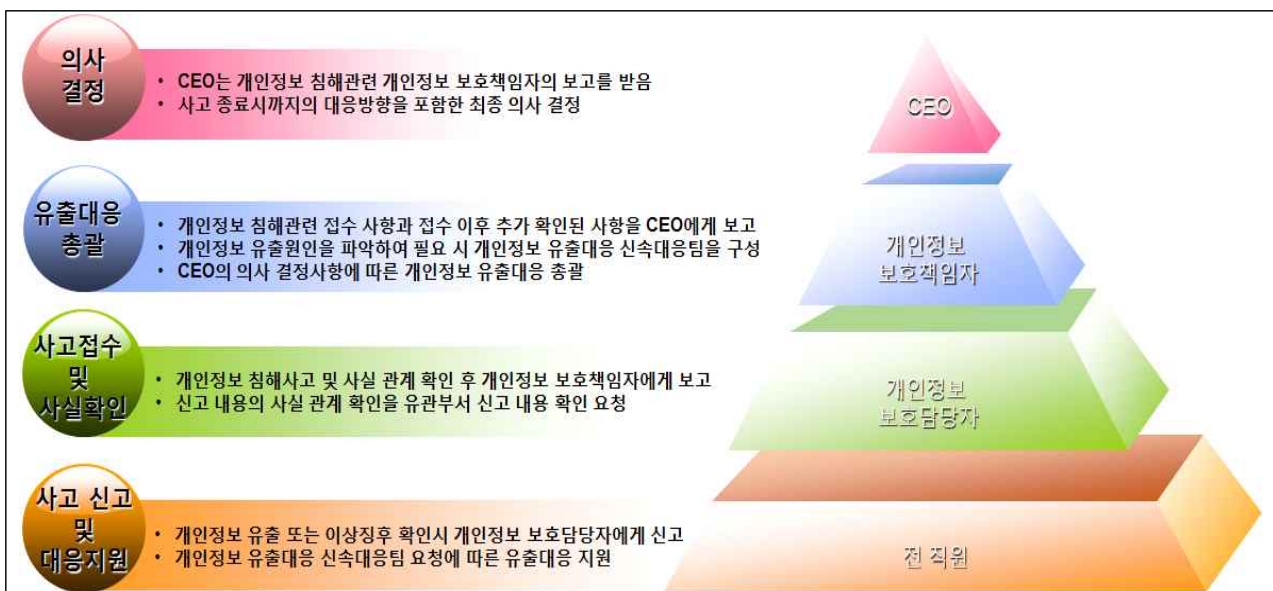 의사
결정
• CEO는 개인정보 침해관련 개인정보 보호책임자의 보고를 받음
• 사고 종료시까지의 대응방향을 포함한 최종 의사 결정
CEO
유출대응
총괄
• 개인정보 침해관련 접수 사항과 접수 이후 추가 확인된 사항을 CEO에게 보고
• 개인정보 유출원인을 파악하여 필요 시 개인정보 유출대응 신속대응팀을 구성
• CEO의 의사 결정사항에 따른 개인정보 유출대응 총괄
개인정보
보호책임자
사고접수
및
사실확인
• 개인정보 침해사고 및 사실 관계 확인 후 개인정보 보호책임자에게 보고
• 신고 내용의 사실 관계 확인을 유관부서 신고 내용 확인 요청
개인정보
보호담당자
사고 신고
및
대응지원
• 개인정보 유출 또는 이상징후 확인시 개인정보 보호담당자에게 신고
• 개인정보 유출대응 신속대응팀 요청에 따른 유출대응 지원
전 직원